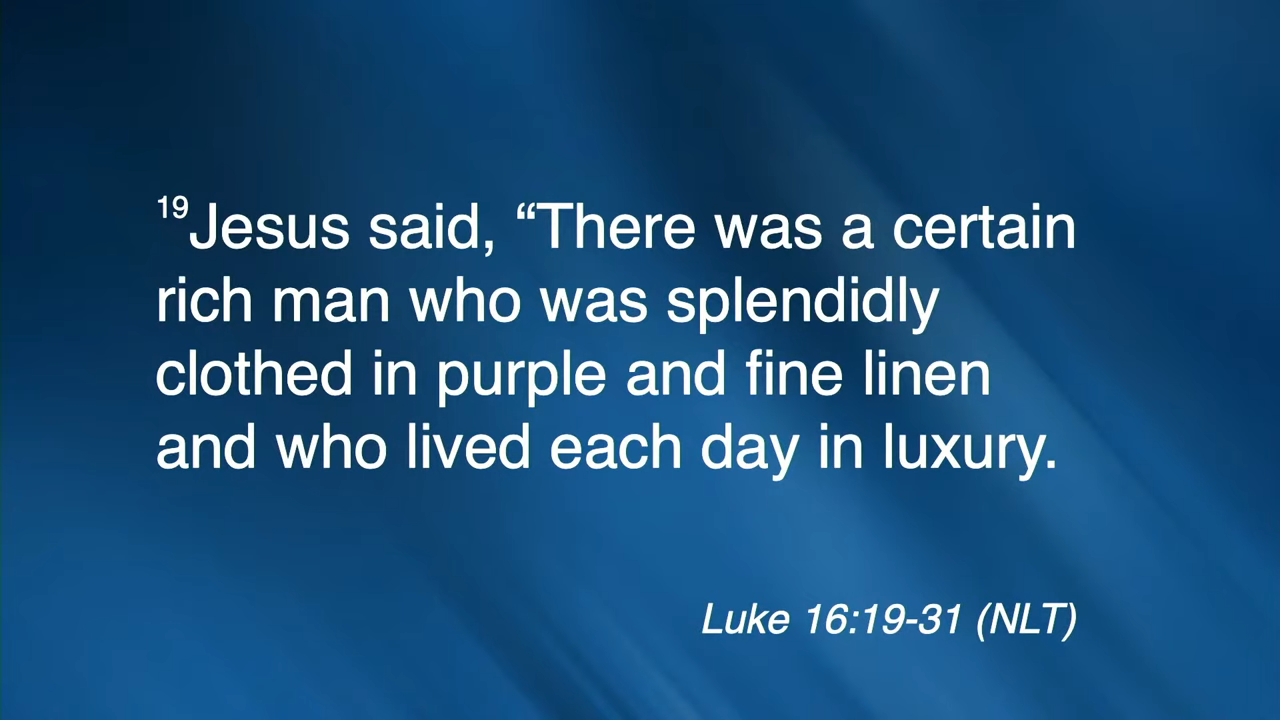 19Jesus said, “There was a certain
rich man who was splendidly
clothed in purple and fine linen
and who lived each day in luxury.
Luke 16:19-31 (NLT)